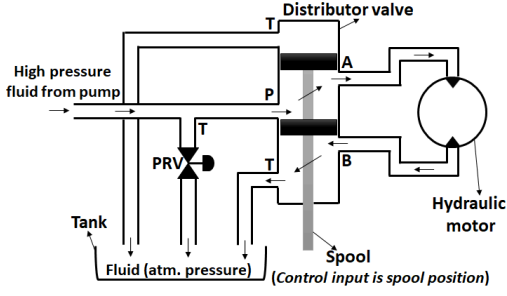 Distributor valve
T
A
High pressure
fluid from pump
P
T
PRV
T
B
Hydraulic
motor
Tank
Fluid (atm. pressure)
Spool
(Control input is spool position)